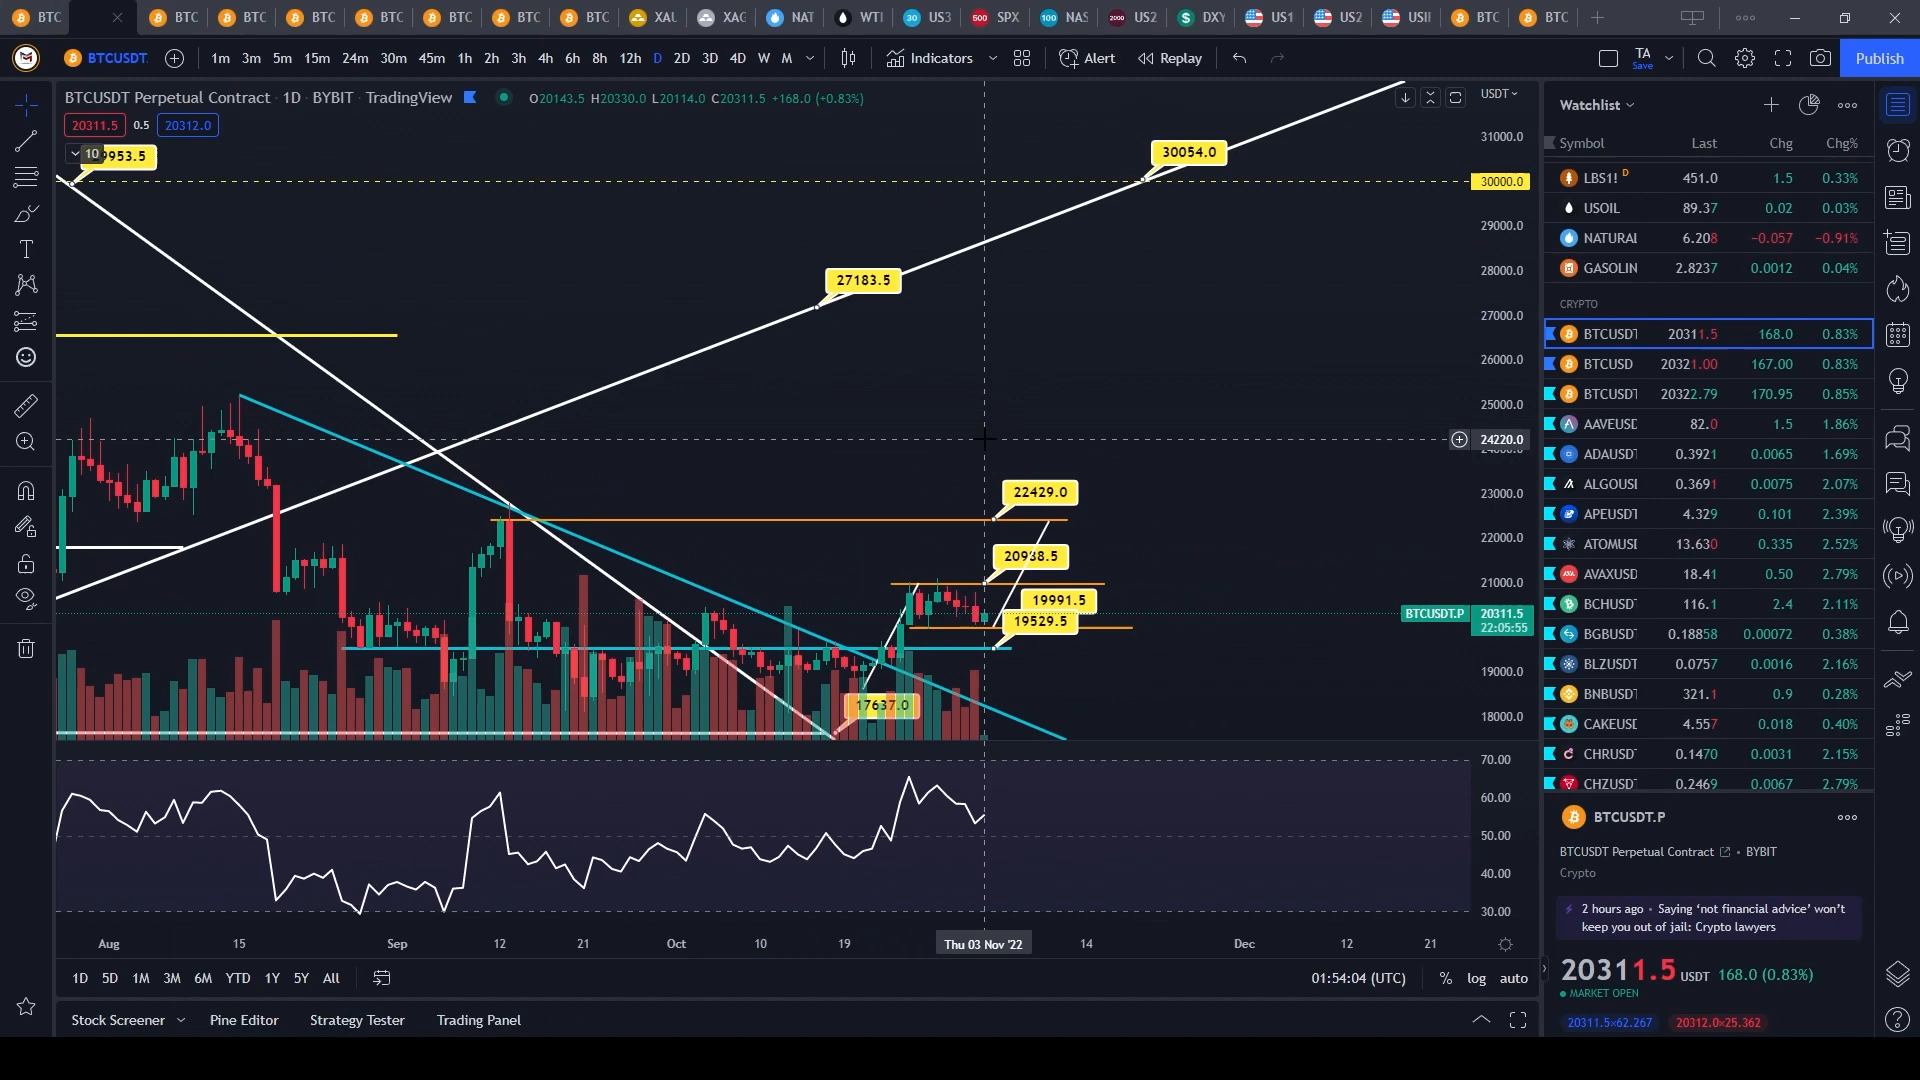 BTC BTC BTC BTC BTC BTC BTC BTC XAU XAG NAT WTI US3 SPX NAS US2 DXY US1 US2 USII BTC BTC
BTCUSDT 1m 3m 5m 15m 24m 30m 45m 1h 2h 3h 4h 6h 8h 12h D 2D 3D 4D W M Indicators Alert Replay TA Save Publish
BTCUSDT Perpetual Contract · 1D · BYBIT · TradingView O20143.5 H20330.0 L20114.0 C20311.5 +168.0 (+0.83%)
20311.5 0.5 20312.0
10
9953.5
30054.0
27183.5
22429.0
20938.5
19991.5
19529.5
17637.0
USDT
31000.0
30000.0
29000.0
28000.0
27000.0
26000.0
25000.0
24220.0
24000.0
23000.0
22000.0
21000.0
BTCUSDT.P 20311.5
22:05:55
19000.0
18000.0
70.00
60.00
50.00
40.00
30.00
Aug 15 Sep 12 21 Oct 10 19 Thu 03 Nov '22 14 Dec 12 21
1D 5D 1M 3M 6M YTD 1Y 5Y All 01:54:04 (UTC) % log auto
Stock Screener Pine Editor Strategy Tester Trading Panel
Watchlist
Symbol Last Chg Chg%
LBS1! D 451.0 1.5 0.33%
USOIL 89.37 0.02 0.03%
NATURAL 6.208 −0.057 −0.91%
GASOLIN 2.8237 0.0012 0.04%
CRYPTO
BTCUSDT 20311.5 168.0 0.83%
BTCUSD 20321.00 167.00 0.83%
BTCUSDT 20322.79 170.95 0.85%
AAVEUSD 82.0 1.5 1.86%
ADAUSDT 0.3921 0.0065 1.69%
ALGOUSI 0.3691 0.0075 2.07%
APEUSDT 4.329 0.101 2.39%
ATOMUSI 13.630 0.335 2.52%
AVAXUSD 18.41 0.50 2.79%
BCHUSDT 116.1 2.4 2.11%
BGBUSDT 0.18858 0.00072 0.38%
BLZUSDT 0.0757 0.0016 2.16%
BNBUSDT 321.1 0.9 0.28%
CAKEUSD 4.557 0.018 0.40%
CHRUSDT 0.1470 0.0031 2.15%
CHZUSDT 0.2469 0.0067 2.79%
BTCUSDT.P
BTCUSDT Perpetual Contract • BYBIT
Crypto
2 hours ago · Saying 'not financial advice' won't
keep you out of jail: Crypto lawyers
20311.5 USDT 168.0 (0.83%)
MARKET OPEN
20311.5×62.267 20312.0×25.362